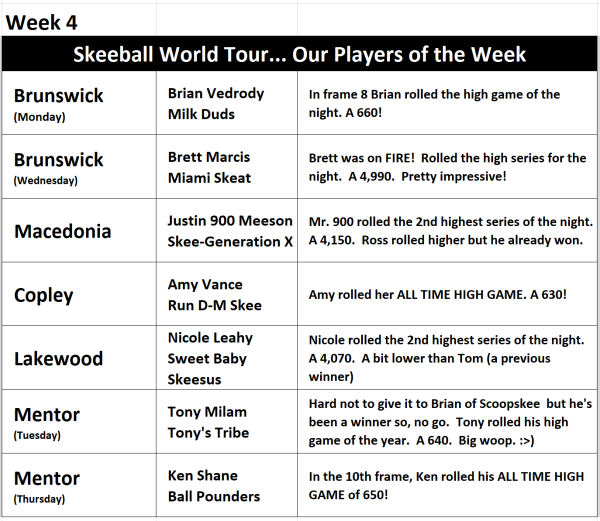 Week 4
Skeeball World Tour... Our Players of the Week
Brunswick
(Monday)
Brian Vedrody
Milk Duds
In frame 8 Brian rolled the high game of the
night. A 660!
Brunswick
(Wednesday)
Brett Marcis
Miami Skeat
Brett was on FIRE!  Rolled the high series for the
night.  A 4,990.  Pretty impressive!
Macedonia
Justin 900 Meeson
Skee-Generation X
Mr. 900 rolled the 2nd highest series of the night.
A 4,150.  Ross rolled higher but he already won.
Copley
Amy Vance
Run D-M Skee
Amy rolled her ALL TIME HIGH GAME. A 630!
Lakewood
Nicole Leahy
Sweet Baby
Skeesus
Nicole rolled the 2nd highest series of the night.
A 4,070.  A bit lower than Tom (a previous
winner)
Mentor
(Tuesday)
Tony Milam
Tony's Tribe
Hard not to give it to Brian of Scoopskee  but he's
been a winner so, no go.  Tony rolled his high
game of the year.  A 640.  Big woop. :>)
Mentor
(Thursday)
Ken Shane
Ball Pounders
In the 10th frame, Ken rolled his ALL TIME HIGH
GAME of 650!